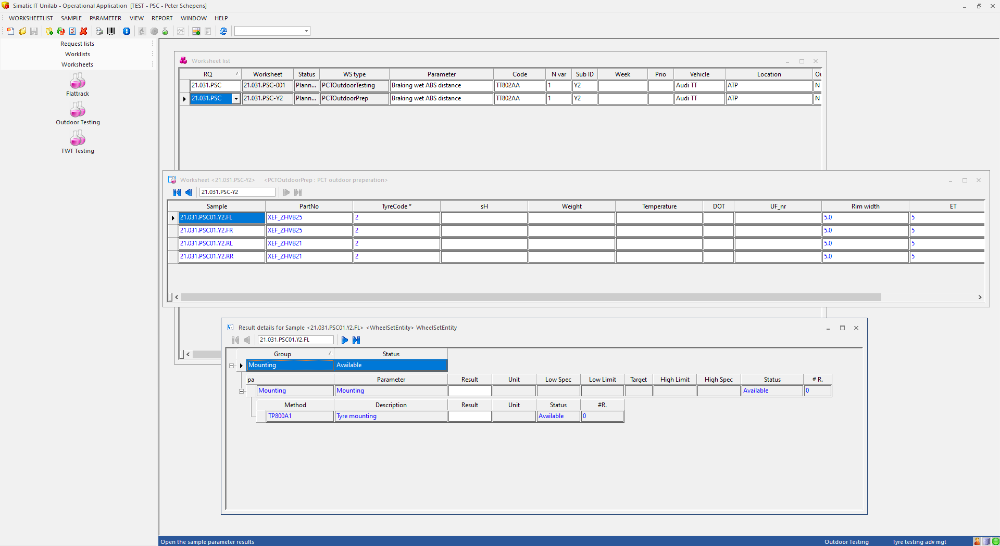 Simatic IT Unilab - Operational Application  [TEST - PSC - Peter Schepens]
WORKSHEETLIST SAMPLE PARAMETER VIEW REPORT WINDOW HELP
Request lists
Worklists
Worksheets
Flattrack
Outdoor Testing
TWT Testing
Worksheet list
RQ Worksheet Status WS type Parameter Code N var Sub ID Week Prio Vehicle Location Ou
21.031.PSC 21.031.PSC-001 Plann... PCTOutdoorTesting Braking wet ABS distance TT802AA 1 Y2 Audi TT ATP N
21.031.PSC 21.031.PSC-Y2 Plann... PCTOutdoorPrep Braking wet ABS distance TT802AA 1 Y2 Audi TT ATP N
Worksheet <21.031.PSC-Y2> <PCTOutdoorPrep : PCT outdoor preperation>
21.031.PSC-Y2
Sample PartNo TyreCode * sH Weight Temperature DOT UF_nr Rim width ET
21.031.PSC01.Y2.FL XEF_ZHVB25 2 5.0 5
21.031.PSC01.Y2.FR XEF_ZHVB25 2 5.0 5
21.031.PSC01.Y2.RL XEF_ZHVB21 2 5.0 5
21.031.PSC01.Y2.RR XEF_ZHVB21 2 5.0 5
Result details for Sample <21.031.PSC01.Y2.FL> <WheelSetEntity> WheelSetEntity
21.031.PSC01.Y2.FL
Group Status
Mounting Available
pa Parameter Result Unit Low Spec Low Limit Target High Limit High Spec Status # R.
Mounting Mounting Available 0
Method Description Result Unit Status #R.
TP800A1 Tyre mounting Available 0
Open the sample parameter results Outdoor Testing Tyre testing adv mgt